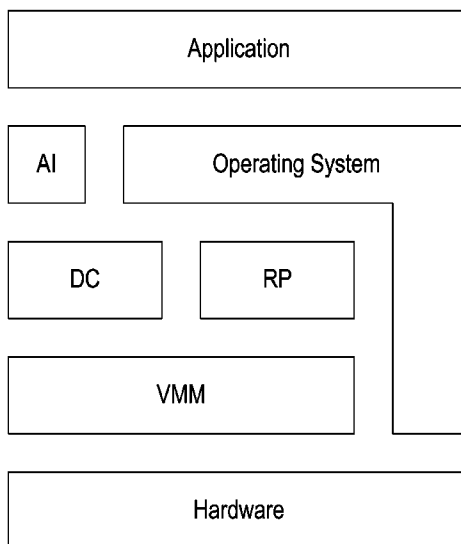 Application
AI
Operating System
DC
RP
VMM
Hardware